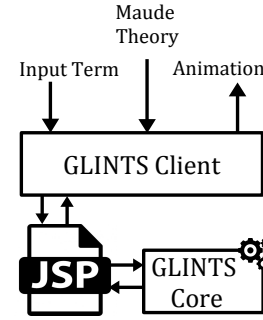 Maude
Theory
Input Term
Animation
GLINTS Client
JSP
GLINTS
Core